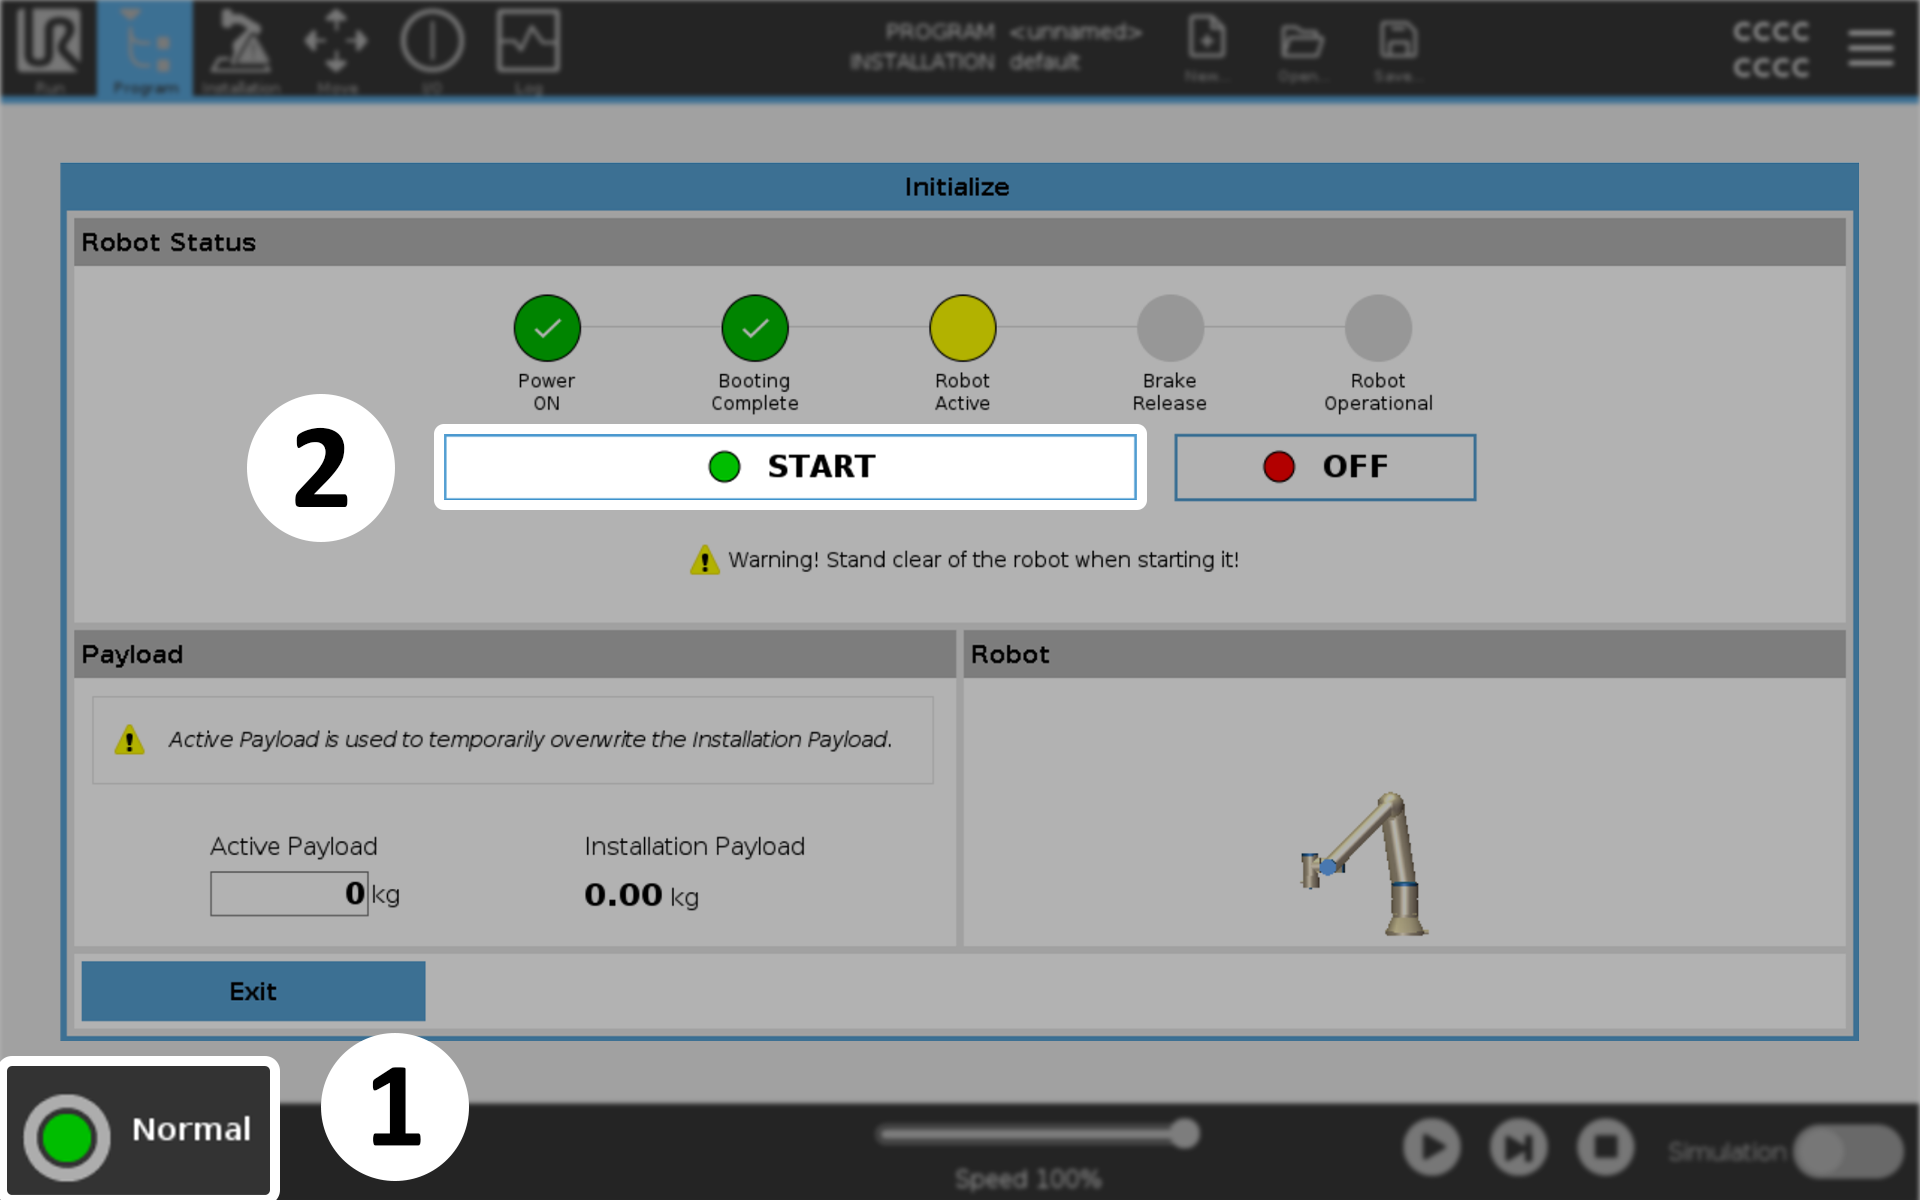 UR
Run
Program
Installation
Move
I/O
Log
PROGRAM <unnamed>
INSTALLATION default
New...
Open...
Save...
CCCC
CCCC
Initialize
Robot Status
Power
ON
Booting
Complete
Robot
Active
Brake
Release
Robot
Operational
2
START
OFF
Warning! Stand clear of the robot when starting it!
Payload
Robot
Active Payload is used to temporarily overwrite the Installation Payload.
Active Payload
0 kg
Installation Payload
0.00 kg
Exit
1
Normal
Speed 100%
Simulation